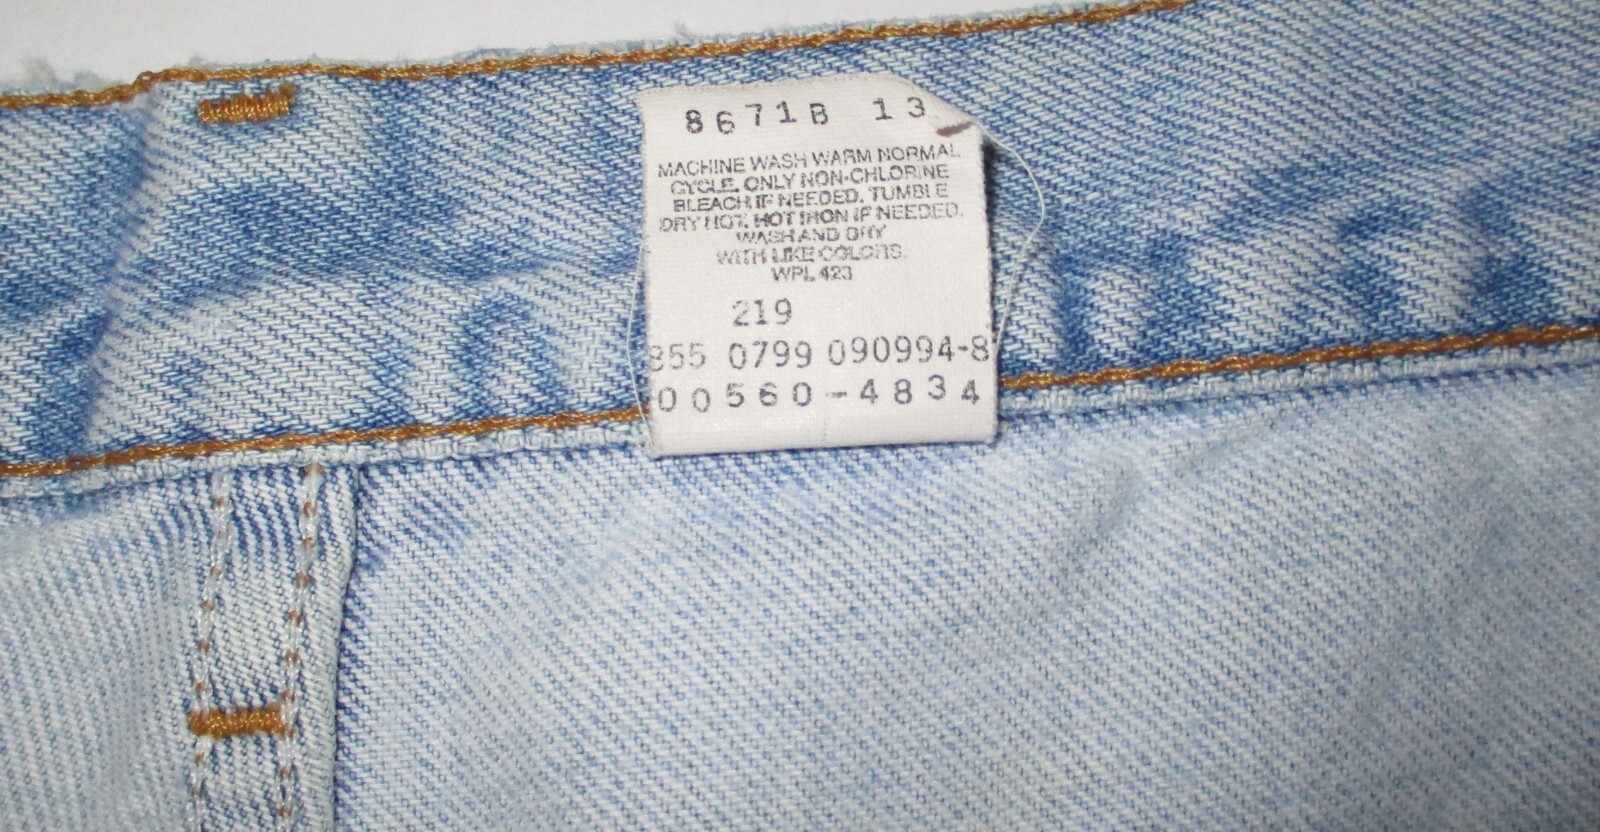 8671B 13
MACHINE WASH WARM NORMAL
CYCLE. ONLY NON-CHLORINE
BLEACH IF NEEDED. TUMBLE
DRY HOT. HOT IRON IF NEEDED.
WASH AND DRY
WITH LIKE COLORS.
WPL 423
219
855 0799 090994-8
00560-4834